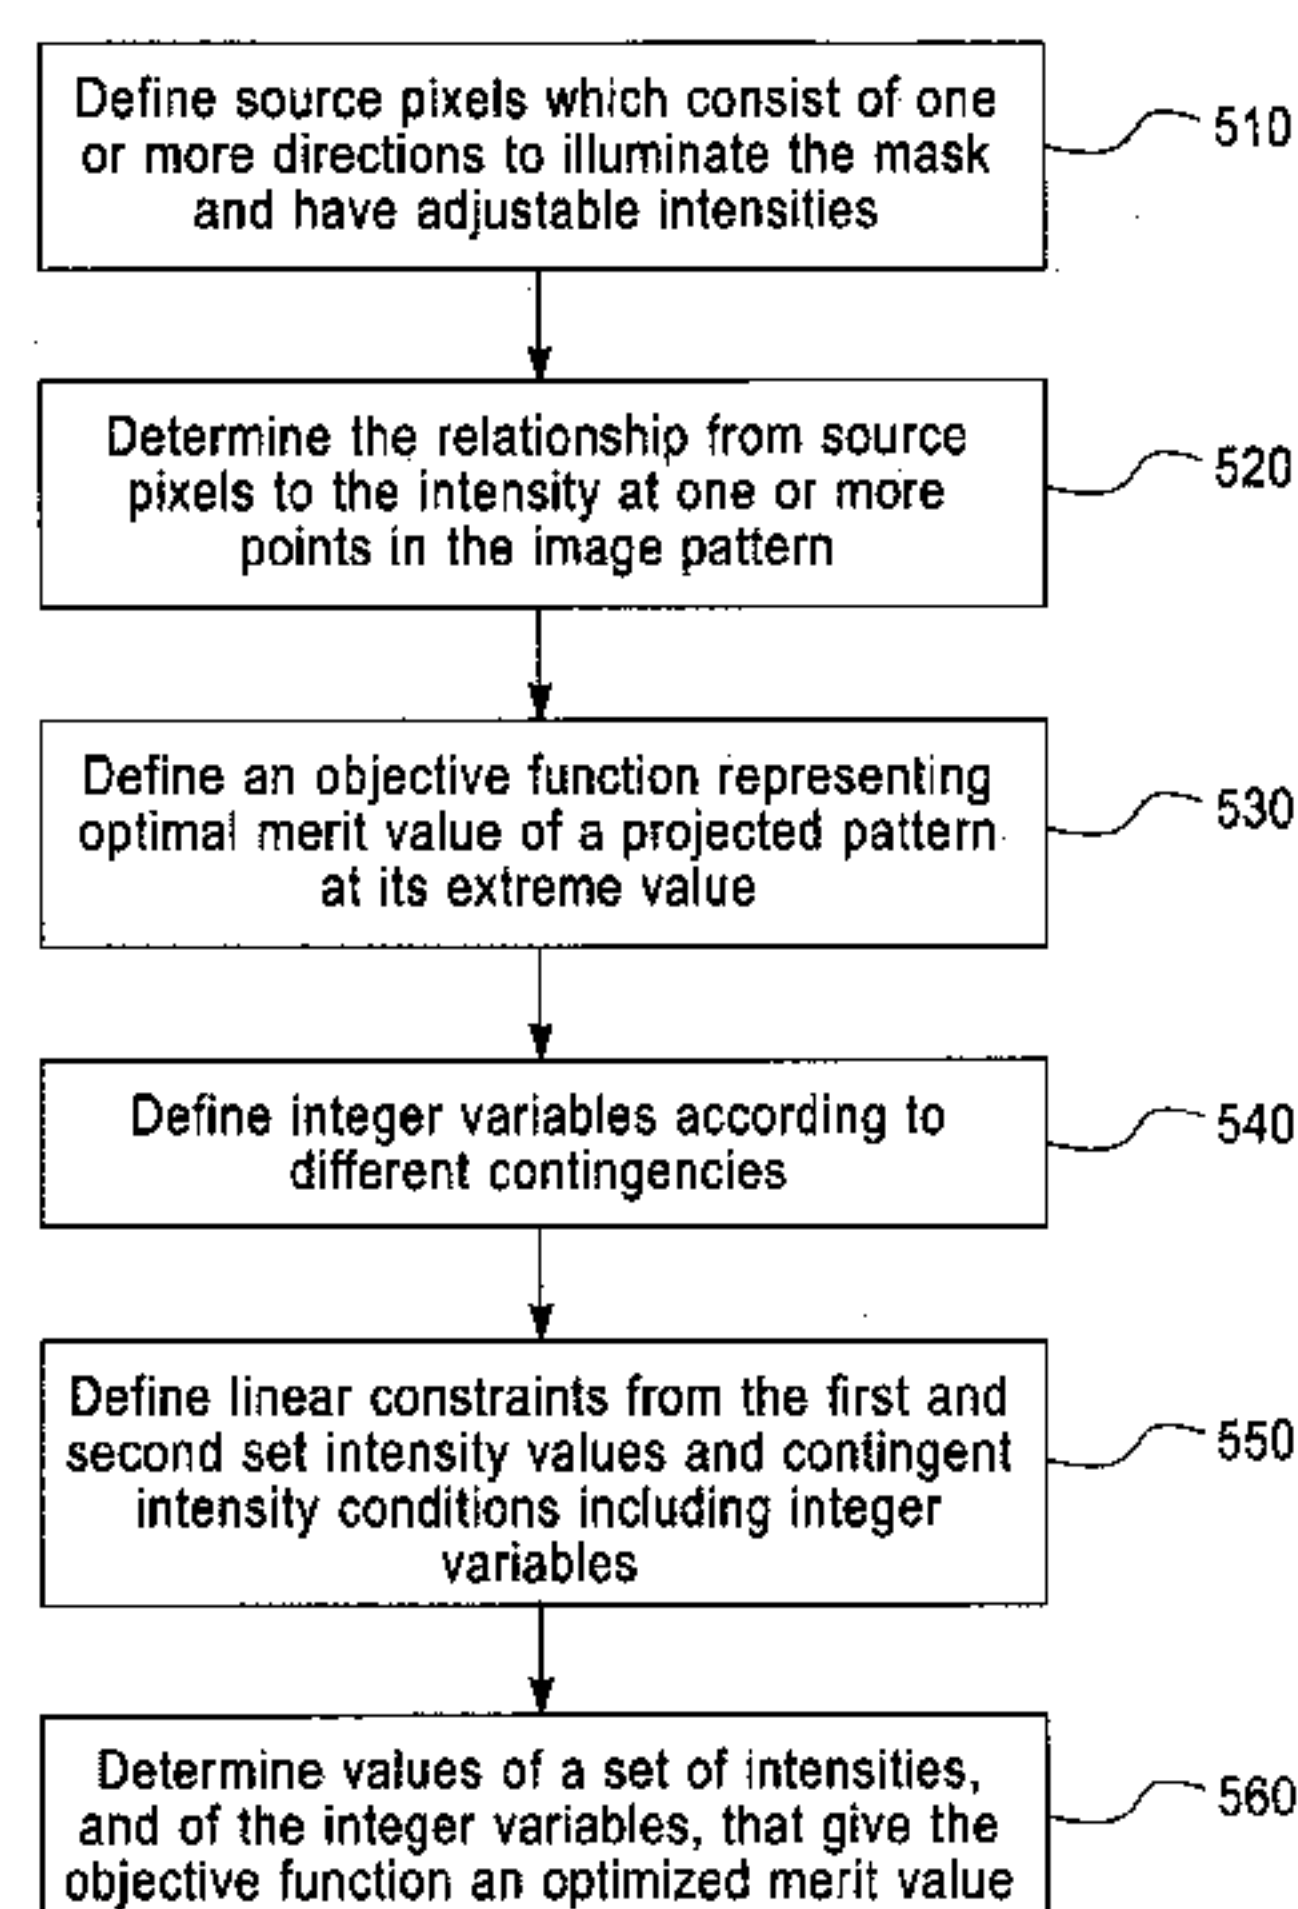 Define source pixels which consist of one
or more directions to illuminate the mask
and have adjustable intensities
510
Determine the relationship from source
pixels to the intensity at one or more
points in the image pattern
520
Define an objective function representing
optimal merit value of a projected pattern
at its extreme value
530
Define integer variables according to
different contingencies
540
Define linear constraints from the first and
second set intensity values and contingent
intensity conditions including integer
variables
550
Determine values of a set of intensities,
and of the integer variables, that give the
objective function an optimized merit value
560